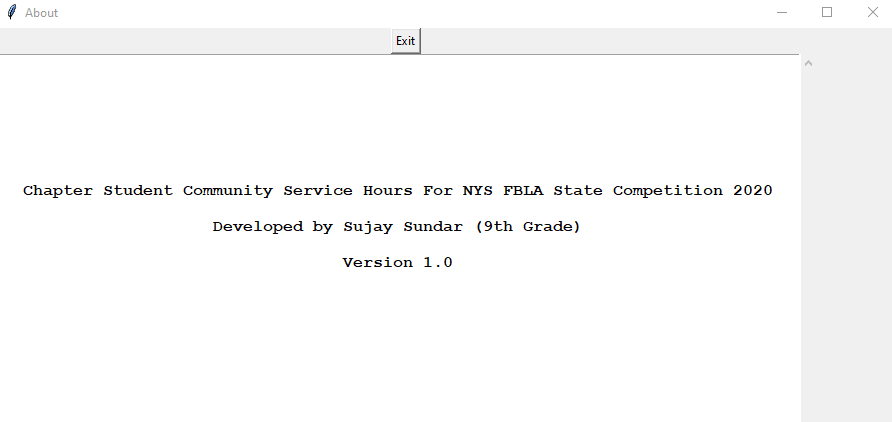 About
Exit
Chapter Student Community Service Hours For NYS FBLA State Competition 2020
Developed by Sujay Sundar (9th Grade)
Version 1.0